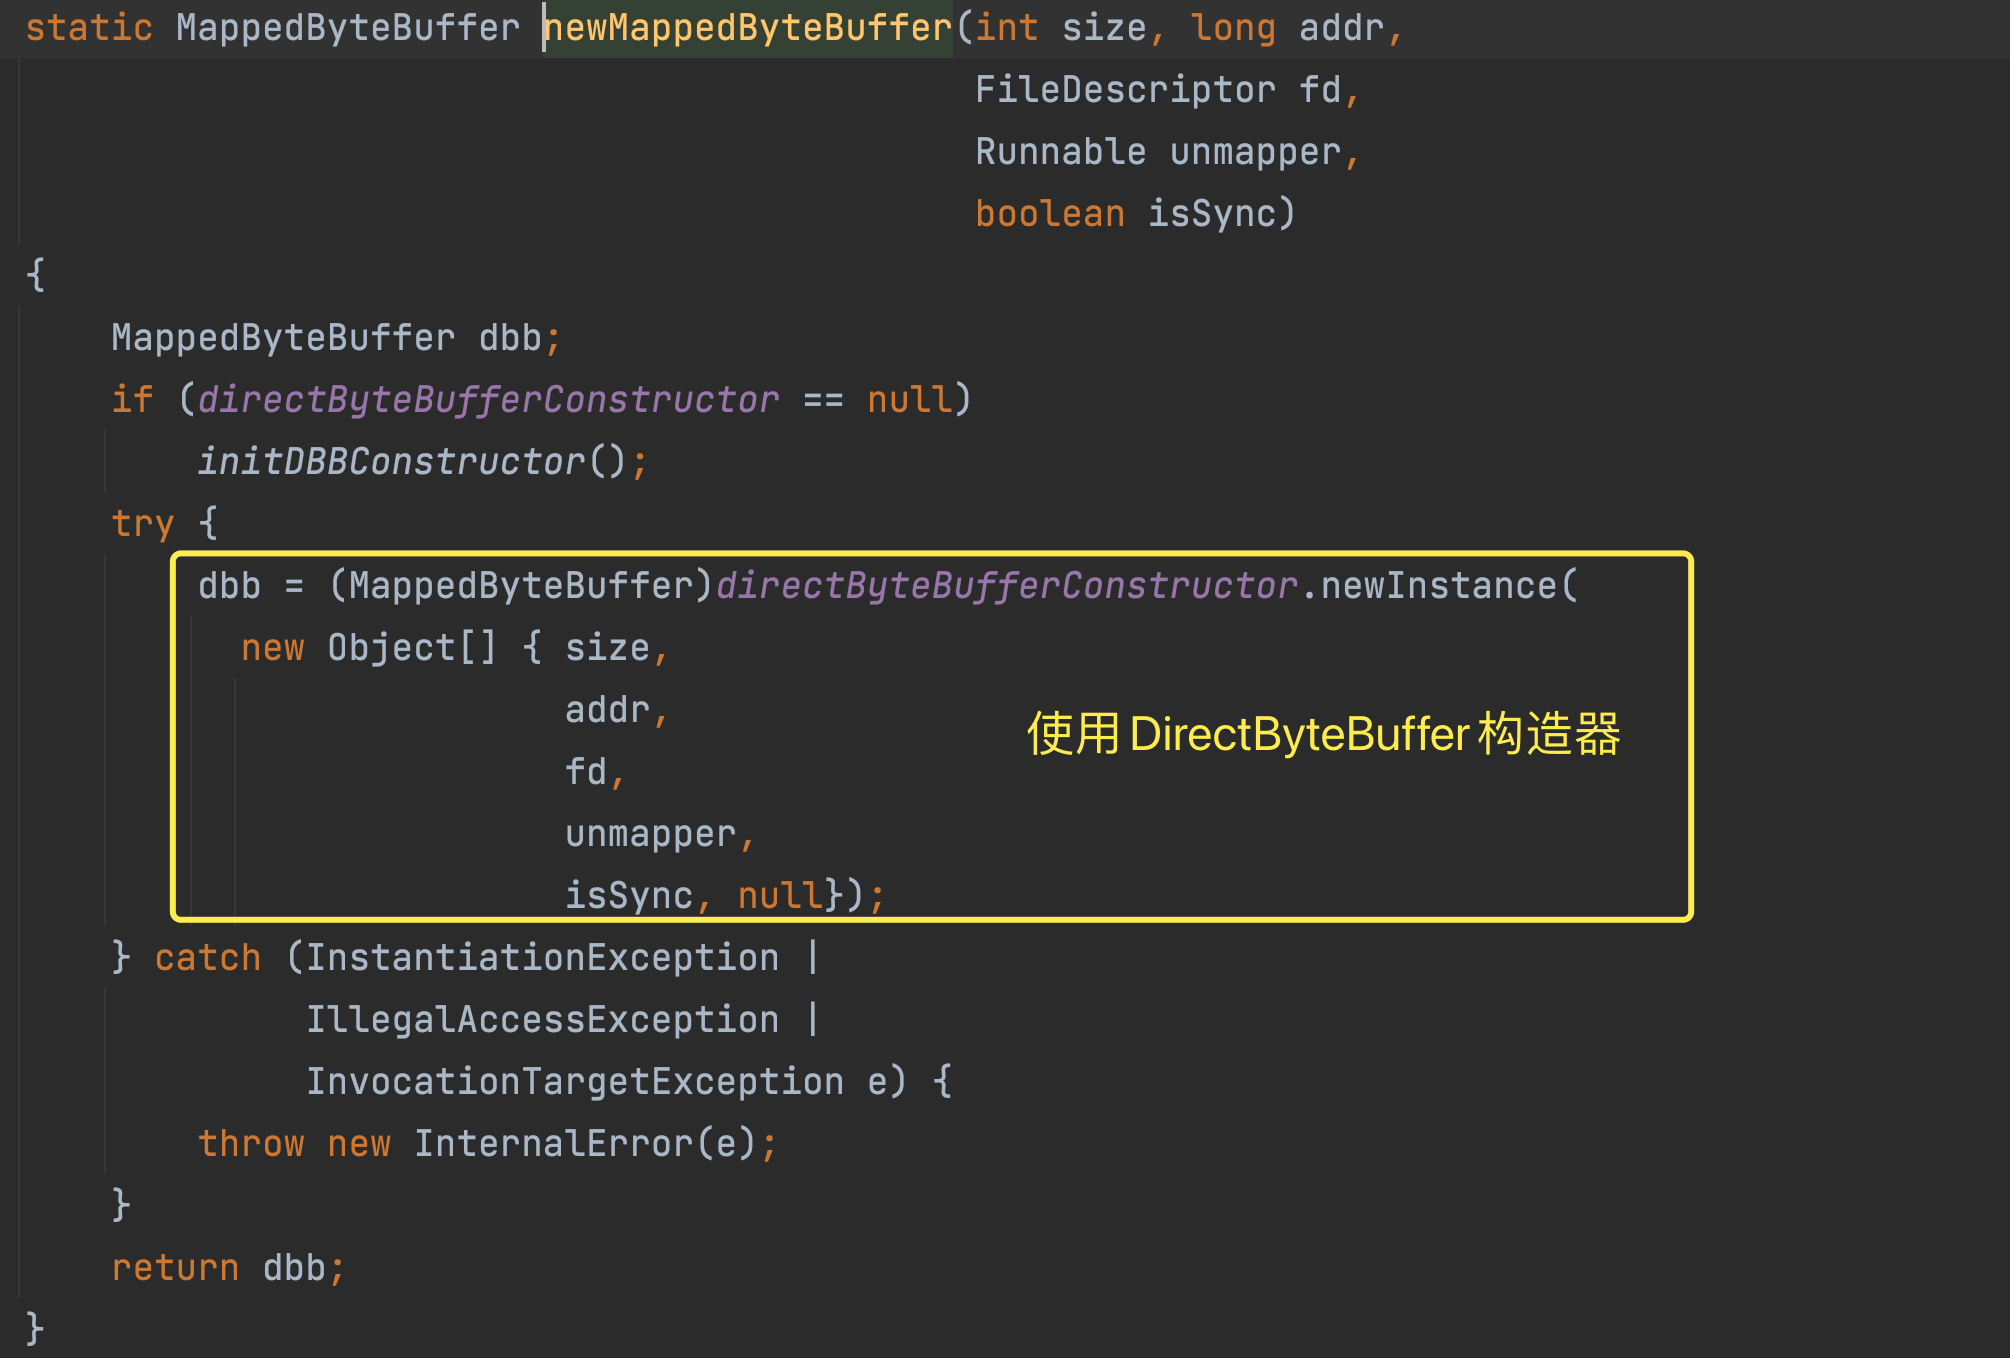 static MappedByteBuffer newMappedByteBuffer(int size, long addr,
FileDescriptor fd,
Runnable unmapper,
boolean isSync)
{
MappedByteBuffer dbb;
if (directByteBufferConstructor == null)
initDBBConstructor();
try {
dbb = (MappedByteBuffer)directByteBufferConstructor.newInstance(
new Object[] { size,
addr,
使用 DirectByteBuffer 构造器
fd,
unmapper,
isSync, null});
} catch (InstantiationException |
IllegalAccessException |
InvocationTargetException e) {
throw new InternalError(e);
}
return dbb;
}